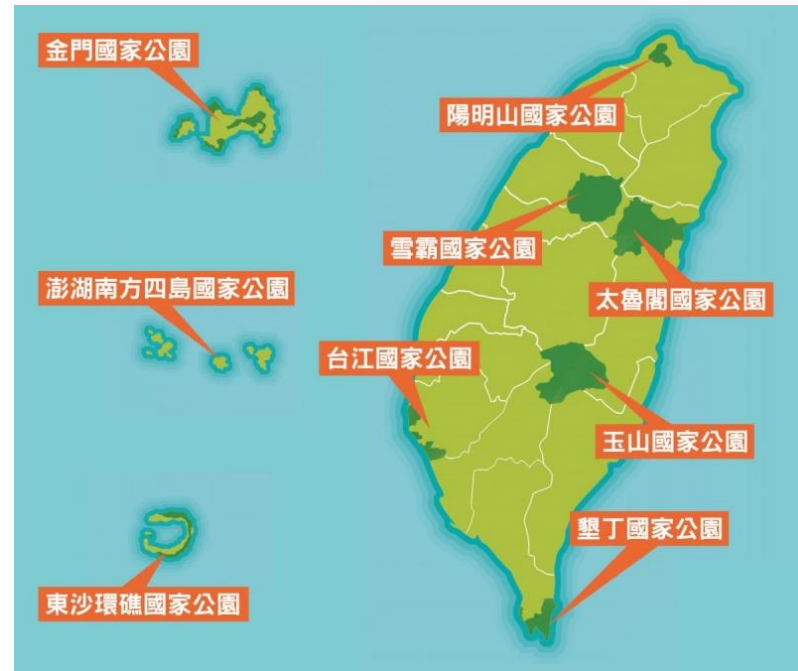 金門國家公園
陽明山國家公園
雪霸國家公園
太魯閣國家公園
澎湖南方四島國家公園
台江國家公園
玉山國家公園
墾丁國家公園
東沙環礁國家公園